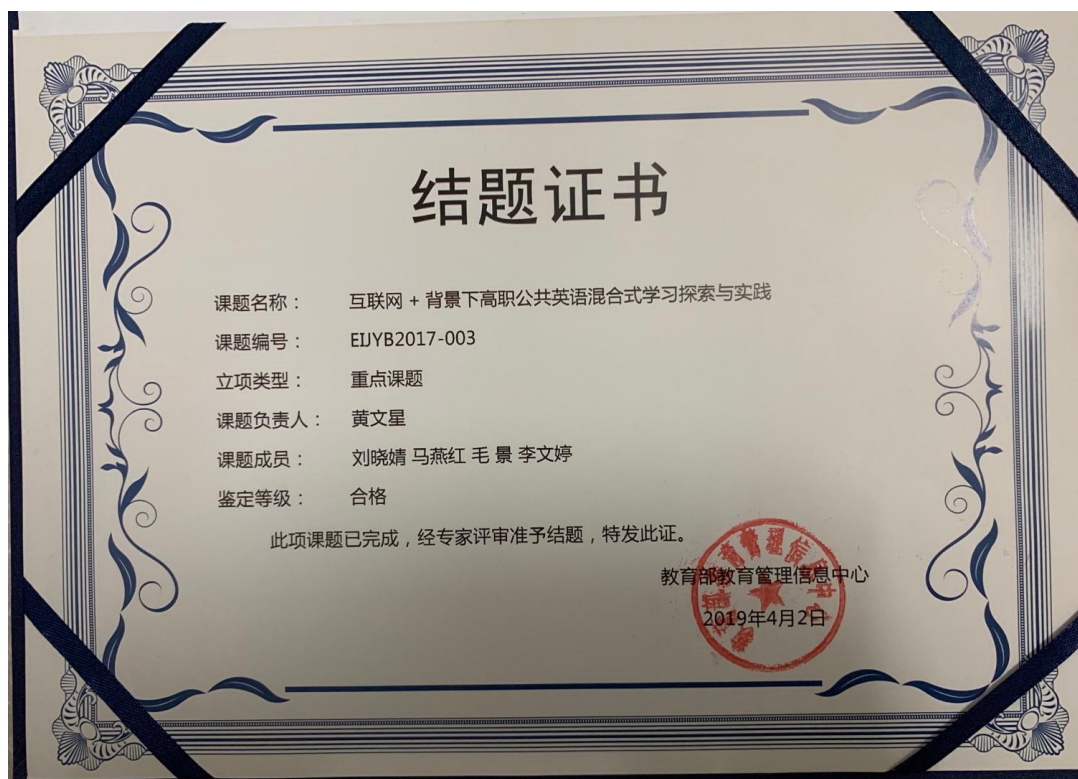 结题证书
课题名称： 互联网 + 背景下高职公共英语混合式学习探索与实践
课题编号： EIJYB2017-003
立项类型： 重点课题
课题负责人： 黄文星
课题成员： 刘晓婧 马燕红 毛 景 李文婷
鉴定等级： 合格
此项课题已完成，经专家评审准予结题，特发此证。
教育部教育管理信息中心
2019年4月2日